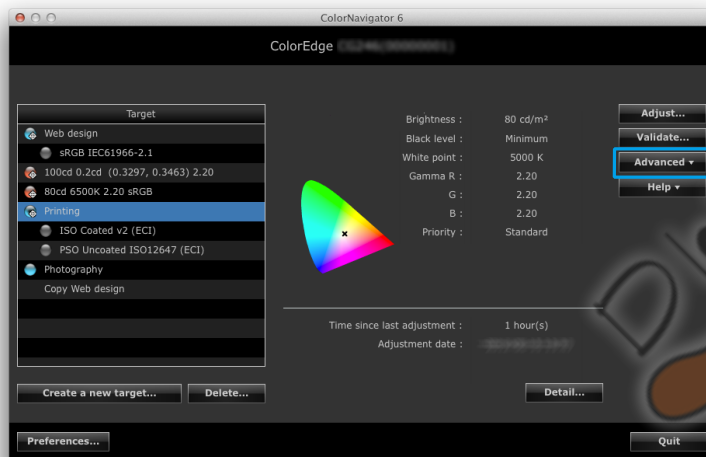 ColorNavigator 6
ColorEdge
Target
Web design
sRGB IEC61966-2.1
100cd 0.2cd (0.3297, 0.3463) 2.20
80cd 6500K 2.20 sRGB
Printing
ISO Coated v2 (ECI)
PSO Uncoated ISO12647 (ECI)
Photography
Copy Web design
Brightness : 80 cd/m²
Black level : Minimum
White point : 5000 K
Gamma R : 2.20
G : 2.20
B : 2.20
Priority : Standard
Time since last adjustment : 1 hour(s)
Adjustment date :
Adjust...
Validate...
Advanced ▾
Help ▾
Create a new target...
Delete...
Detail...
Preferences...
Quit